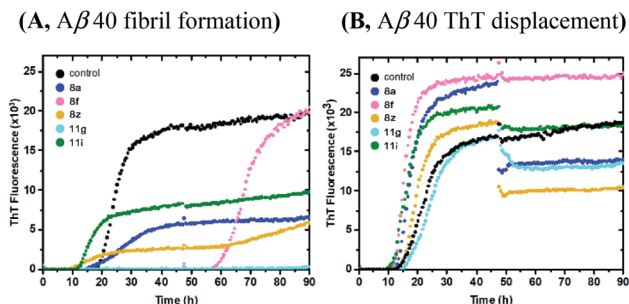 (A, Aβ40 fibril formation) (B, Aβ40 ThT displacement)
ThT Fluorescence (x10³)
25
20
15
10
5
0
control
8a
8f
8z
11g
11i
0 10 20 30 40 50 60 70 80 90
Time (h)
ThT Fluorescence (x10³)
25
20
15
10
5
0
control
8a
8f
8z
11g
11i
0 10 20 30 40 50 60 70 80 90
Time (h)